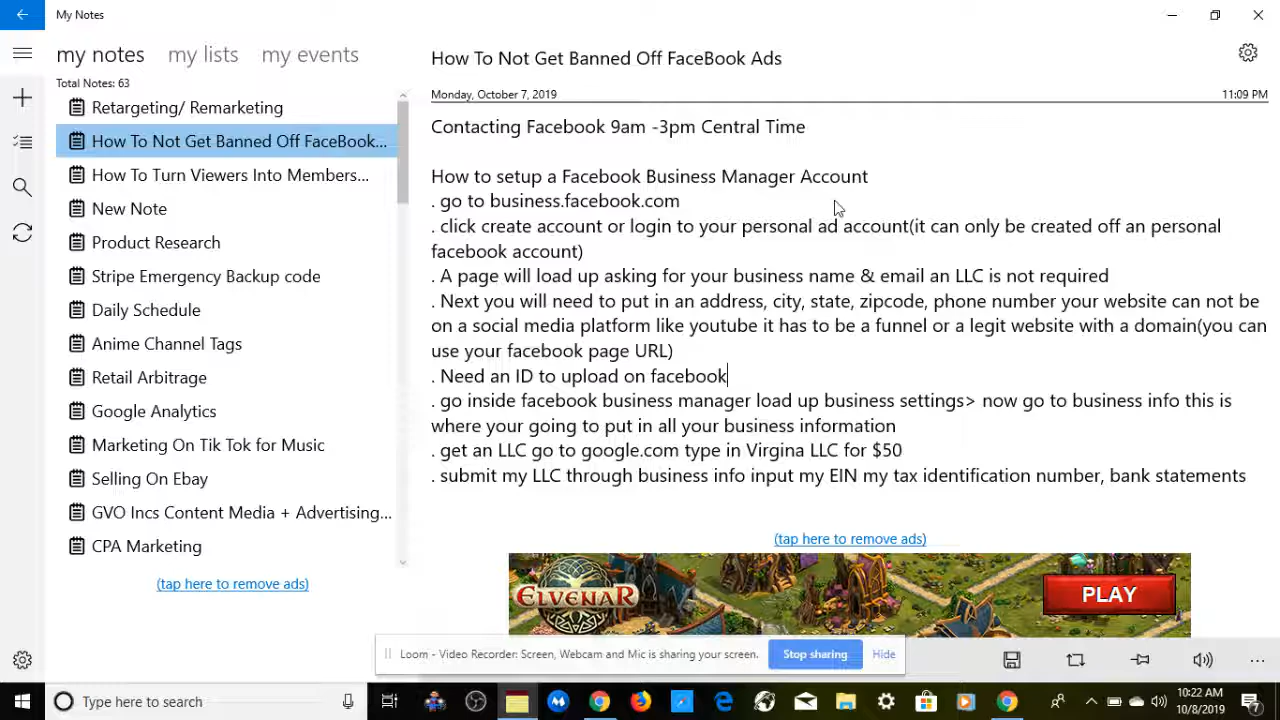 My Notes
my notes my lists my events
Total Notes: 63
Retargeting/ Remarketing
How To Not Get Banned Off FaceBook...
How To Turn Viewers Into Members...
New Note
Product Research
Stripe Emergency Backup code
Daily Schedule
Anime Channel Tags
Retail Arbitrage
Google Analytics
Marketing On Tik Tok for Music
Selling On Ebay
GVO Incs Content Media + Advertising...
CPA Marketing
(tap here to remove ads)
How To Not Get Banned Off FaceBook Ads
Monday, October 7, 2019 11:09 PM
Contacting Facebook 9am -3pm Central Time
How to setup a Facebook Business Manager Account
. go to business.facebook.com
. click create account or login to your personal ad account(it can only be created off an personal
facebook account)
. A page will load up asking for your business name & email an LLC is not required
. Next you will need to put in an address, city, state, zipcode, phone number your website can not be
on a social media platform like youtube it has to be a funnel or a legit website with a domain(you can
use your facebook page URL)
. Need an ID to upload on facebook
. go inside facebook business manager load up business settings> now go to business info this is
where your going to put in all your business information
. get an LLC go to google.com type in Virgina LLC for $50
. submit my LLC through business info input my EIN my tax identification number, bank statements
(tap here to remove ads)
ELVENAR
PLAY
Loom - Video Recorder: Screen, Webcam and Mic is sharing your screen. Stop sharing Hide
Type here to search
10:22 AM
10/8/2019
7